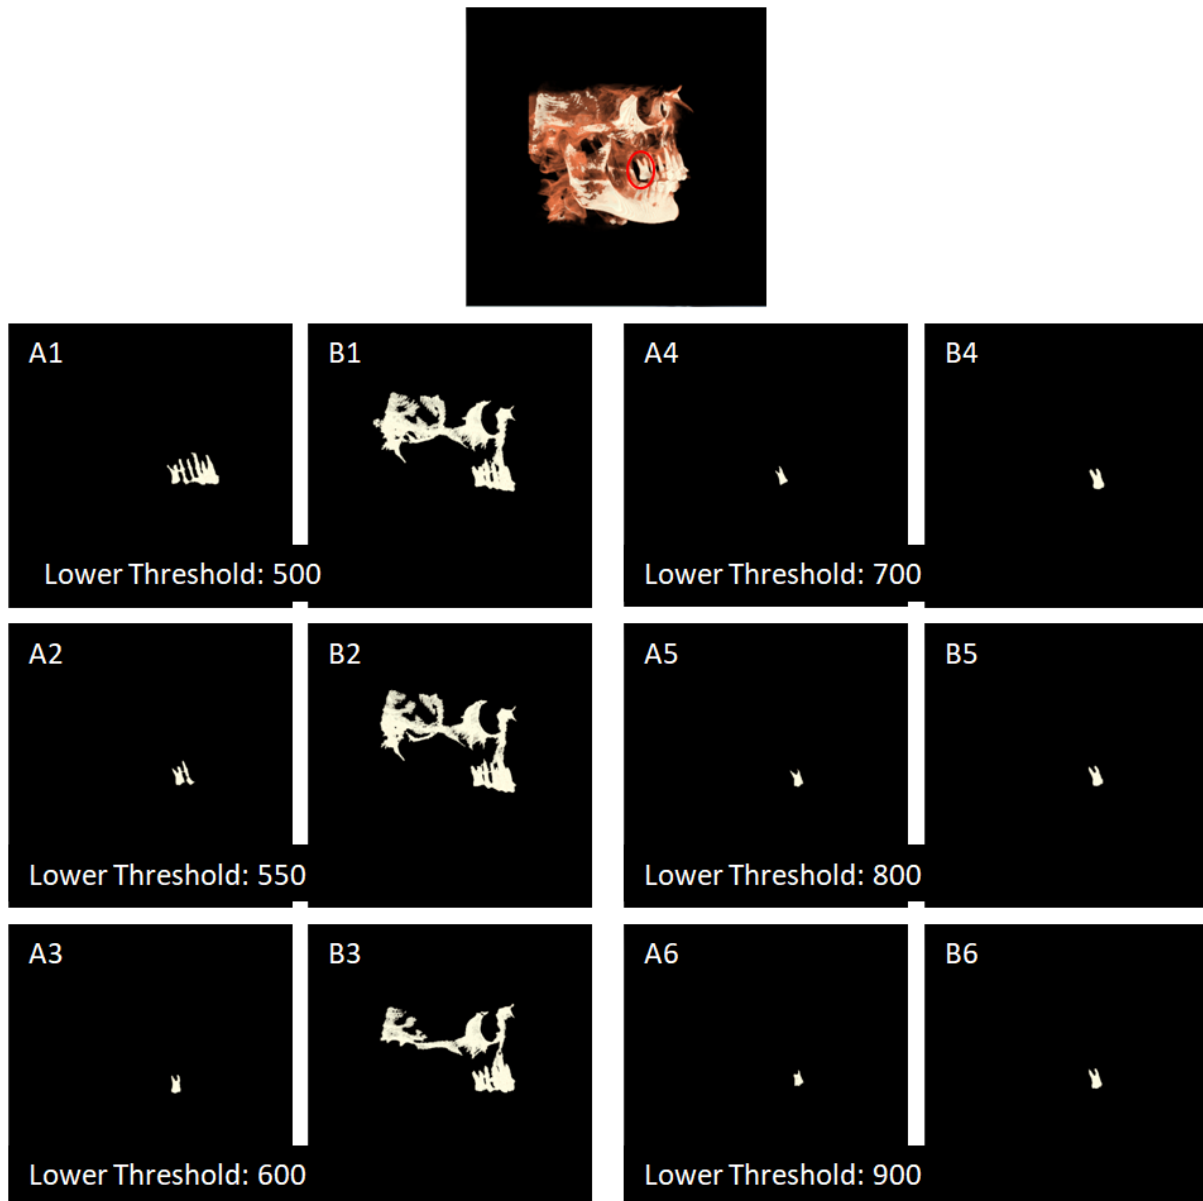 A1
B1
A4
B4
Lower Threshold: 500
Lower Threshold: 700
A2
B2
A5
B5
Lower Threshold: 550
Lower Threshold: 800
A3
B3
A6
B6
Lower Threshold: 600
Lower Threshold: 900